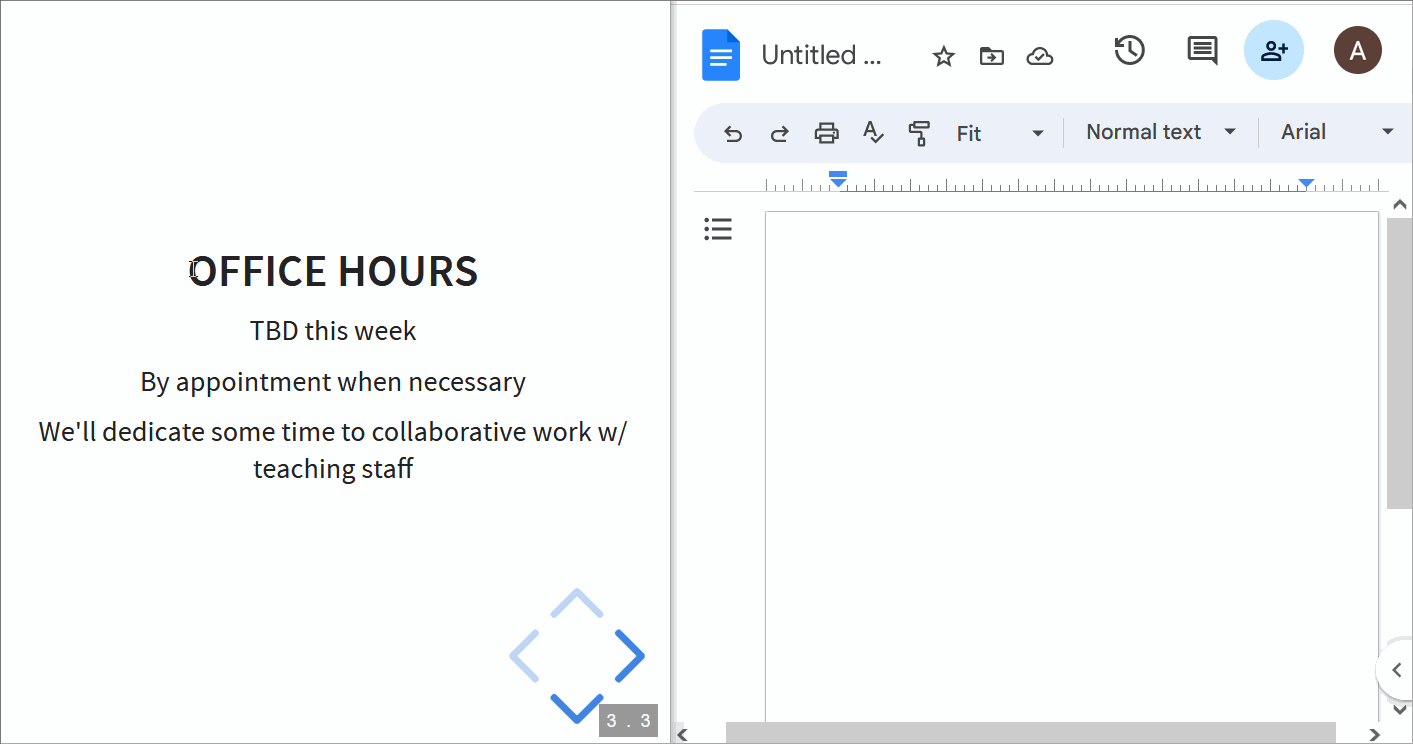 OFFICE HOURS
TBD this week
By appointment when necessary
We'll dedicate some time to collaborative work w/
teaching staff
3 . 3
Untitled ...
A
Fit
Normal text
Arial